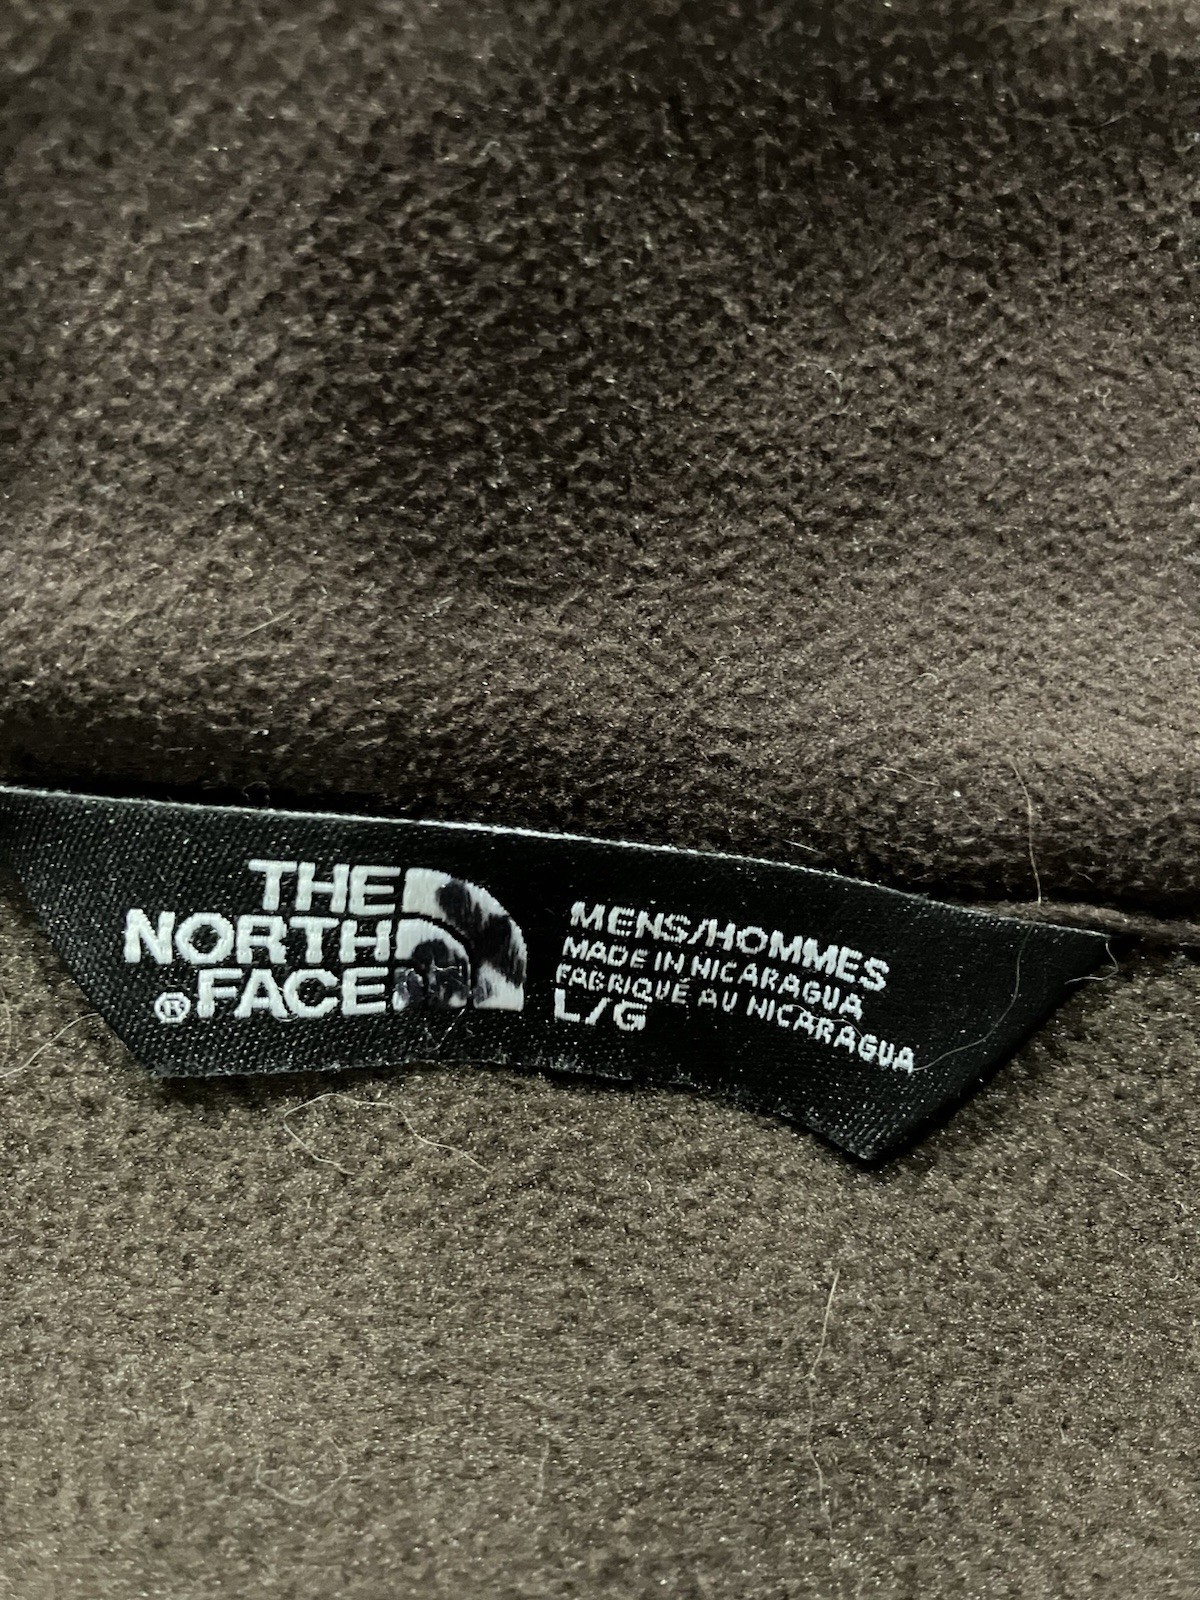 THE
NORTH
FACE
®
MENS/HOMMES
MADE IN NICARAGUA
FABRIQUÉ AU NICARAGUA
L/G